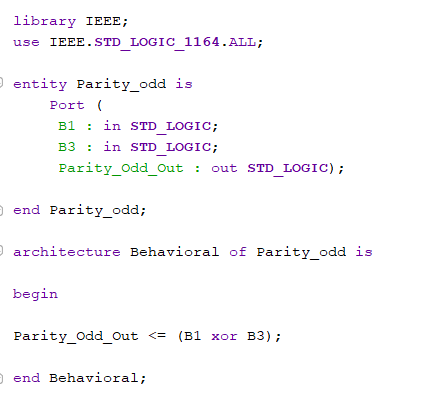 library IEEE;
use IEEE.STD_LOGIC_1164.ALL;
entity Parity_odd is
Port (
B1 : in STD_LOGIC;
B3 : in STD_LOGIC;
Parity_Odd_Out : out STD_LOGIC);
end Parity_odd;
architecture Behavioral of Parity_odd is
begin
Parity_Odd_Out <= (B1 xor B3);
end Behavioral;